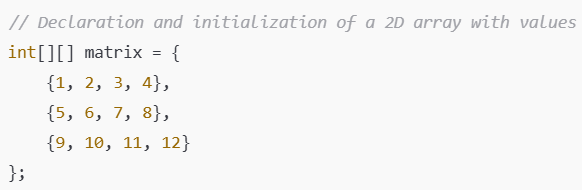 // Declaration and initialization of a 2D array with values
int[][] matrix = {
    {1, 2, 3, 4},
    {5, 6, 7, 8},
    {9, 10, 11, 12}
};